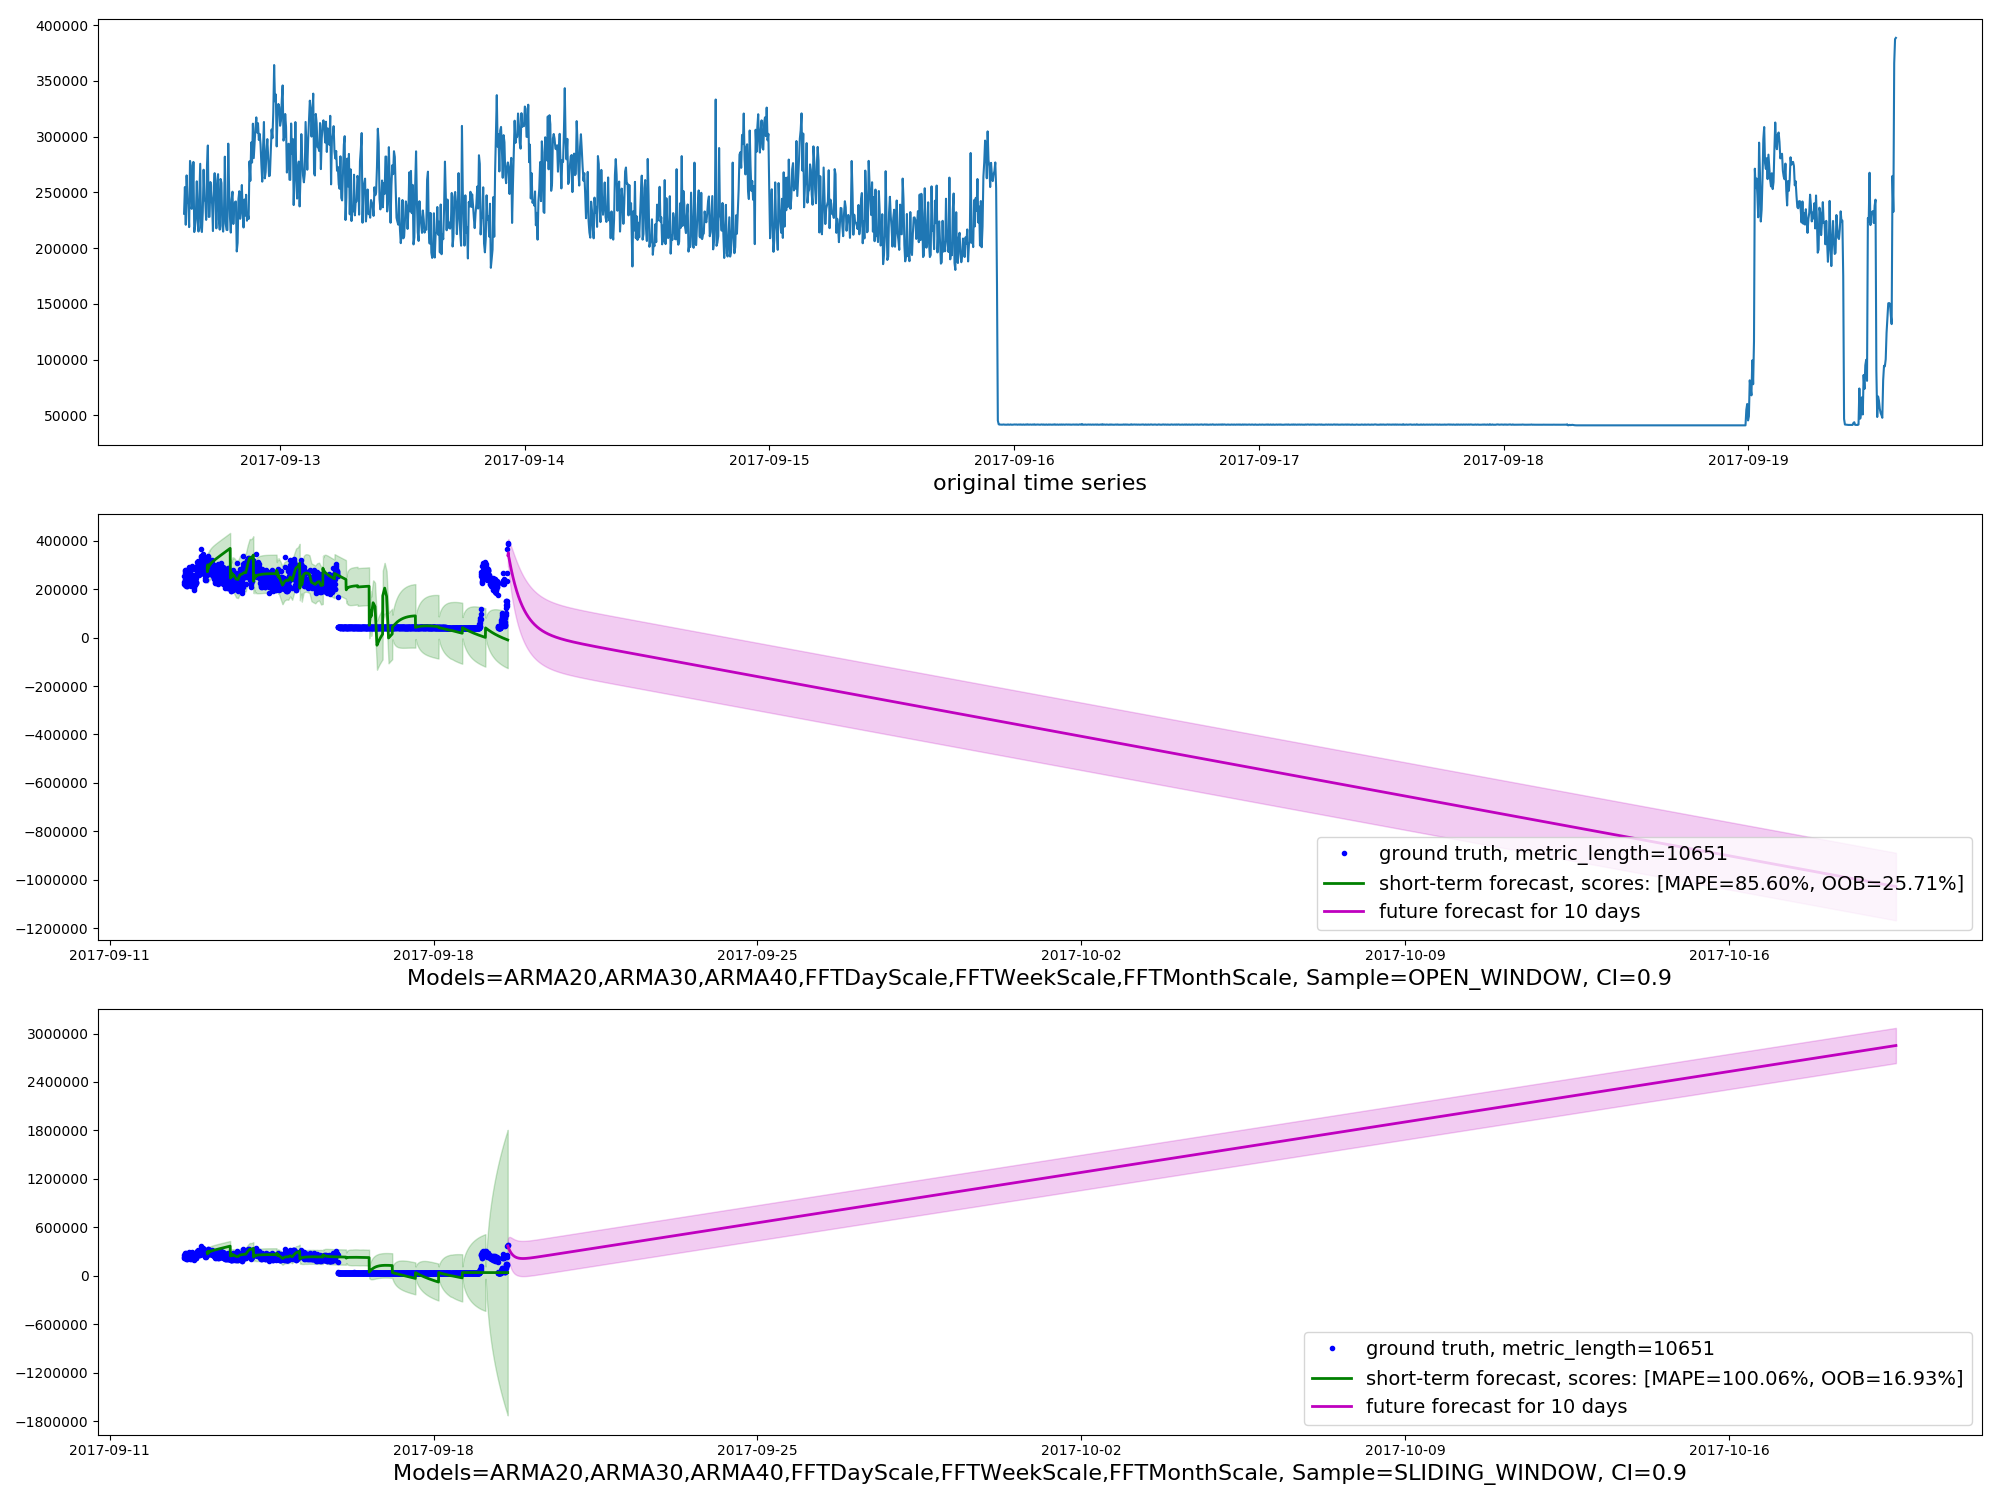 400000
350000
300000
250000
200000
150000
100000
50000
2017-09-13 2017-09-14 2017-09-15 2017-09-16 2017-09-17 2017-09-18 2017-09-19
original time series
400000
200000
0
−200000
−400000
−600000
−800000
−1000000
−1200000
ground truth, metric_length=10651
short-term forecast, scores: [MAPE=85.60%, OOB=25.71%]
future forecast for 10 days
2017-09-11 2017-09-18 2017-09-25 2017-10-02 2017-10-09 2017-10-16
Models=ARMA20,ARMA30,ARMA40,FFTDayScale,FFTWeekScale,FFTMonthScale, Sample=OPEN_WINDOW, CI=0.9
3000000
2400000
1800000
1200000
600000
0
−600000
−1200000
−1800000
ground truth, metric_length=10651
short-term forecast, scores: [MAPE=100.06%, OOB=16.93%]
future forecast for 10 days
2017-09-11 2017-09-18 2017-09-25 2017-10-02 2017-10-09 2017-10-16
Models=ARMA20,ARMA30,ARMA40,FFTDayScale,FFTWeekScale,FFTMonthScale, Sample=SLIDING_WINDOW, CI=0.9